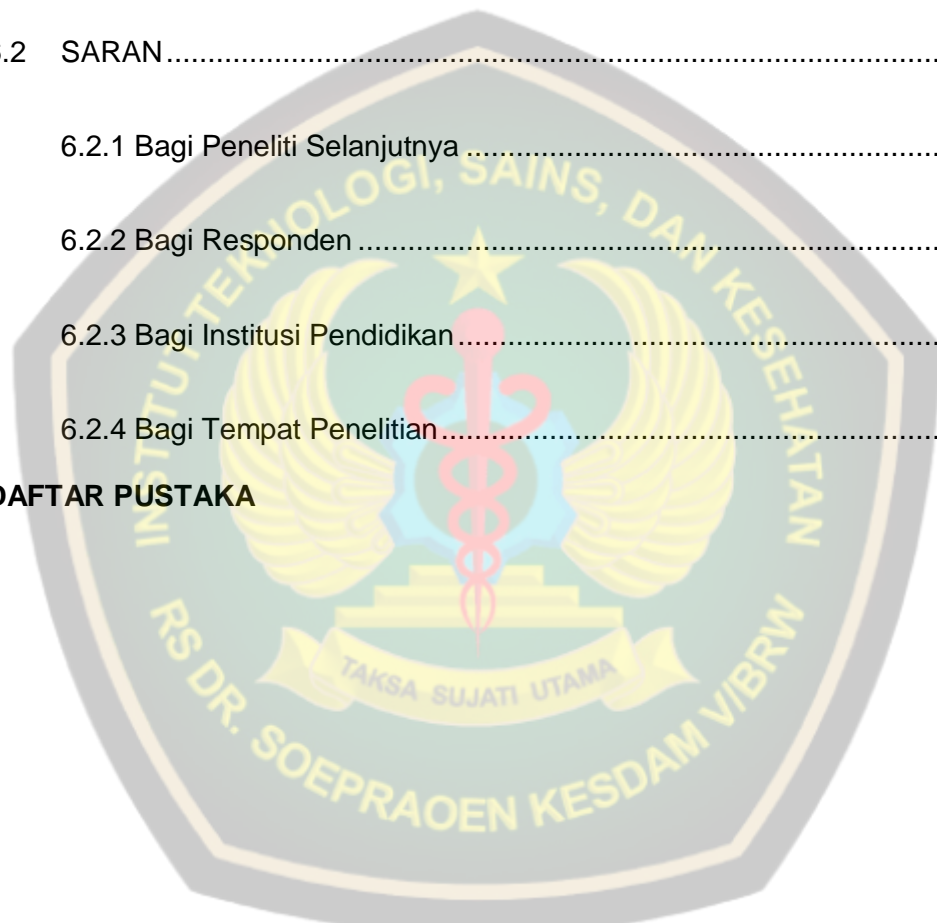 6.2 SARAN................................................................................
6.2.1 Bagi Peneliti Selanjutnya............................................................
6.2.2 Bagi Responden........................................................................
6.2.3 Bagi Institusi Pendidikan............................................................
6.2.4 Bagi Tempat Penelitian................................................................
DAFTAR PUSTAKA
INSTITUT TEKNOLOGI, SAINS, DAN KESEHATAN
TAKSA SUJATI UTAMA
RS DR. SOEPRAOEN KESDAM V/BRW